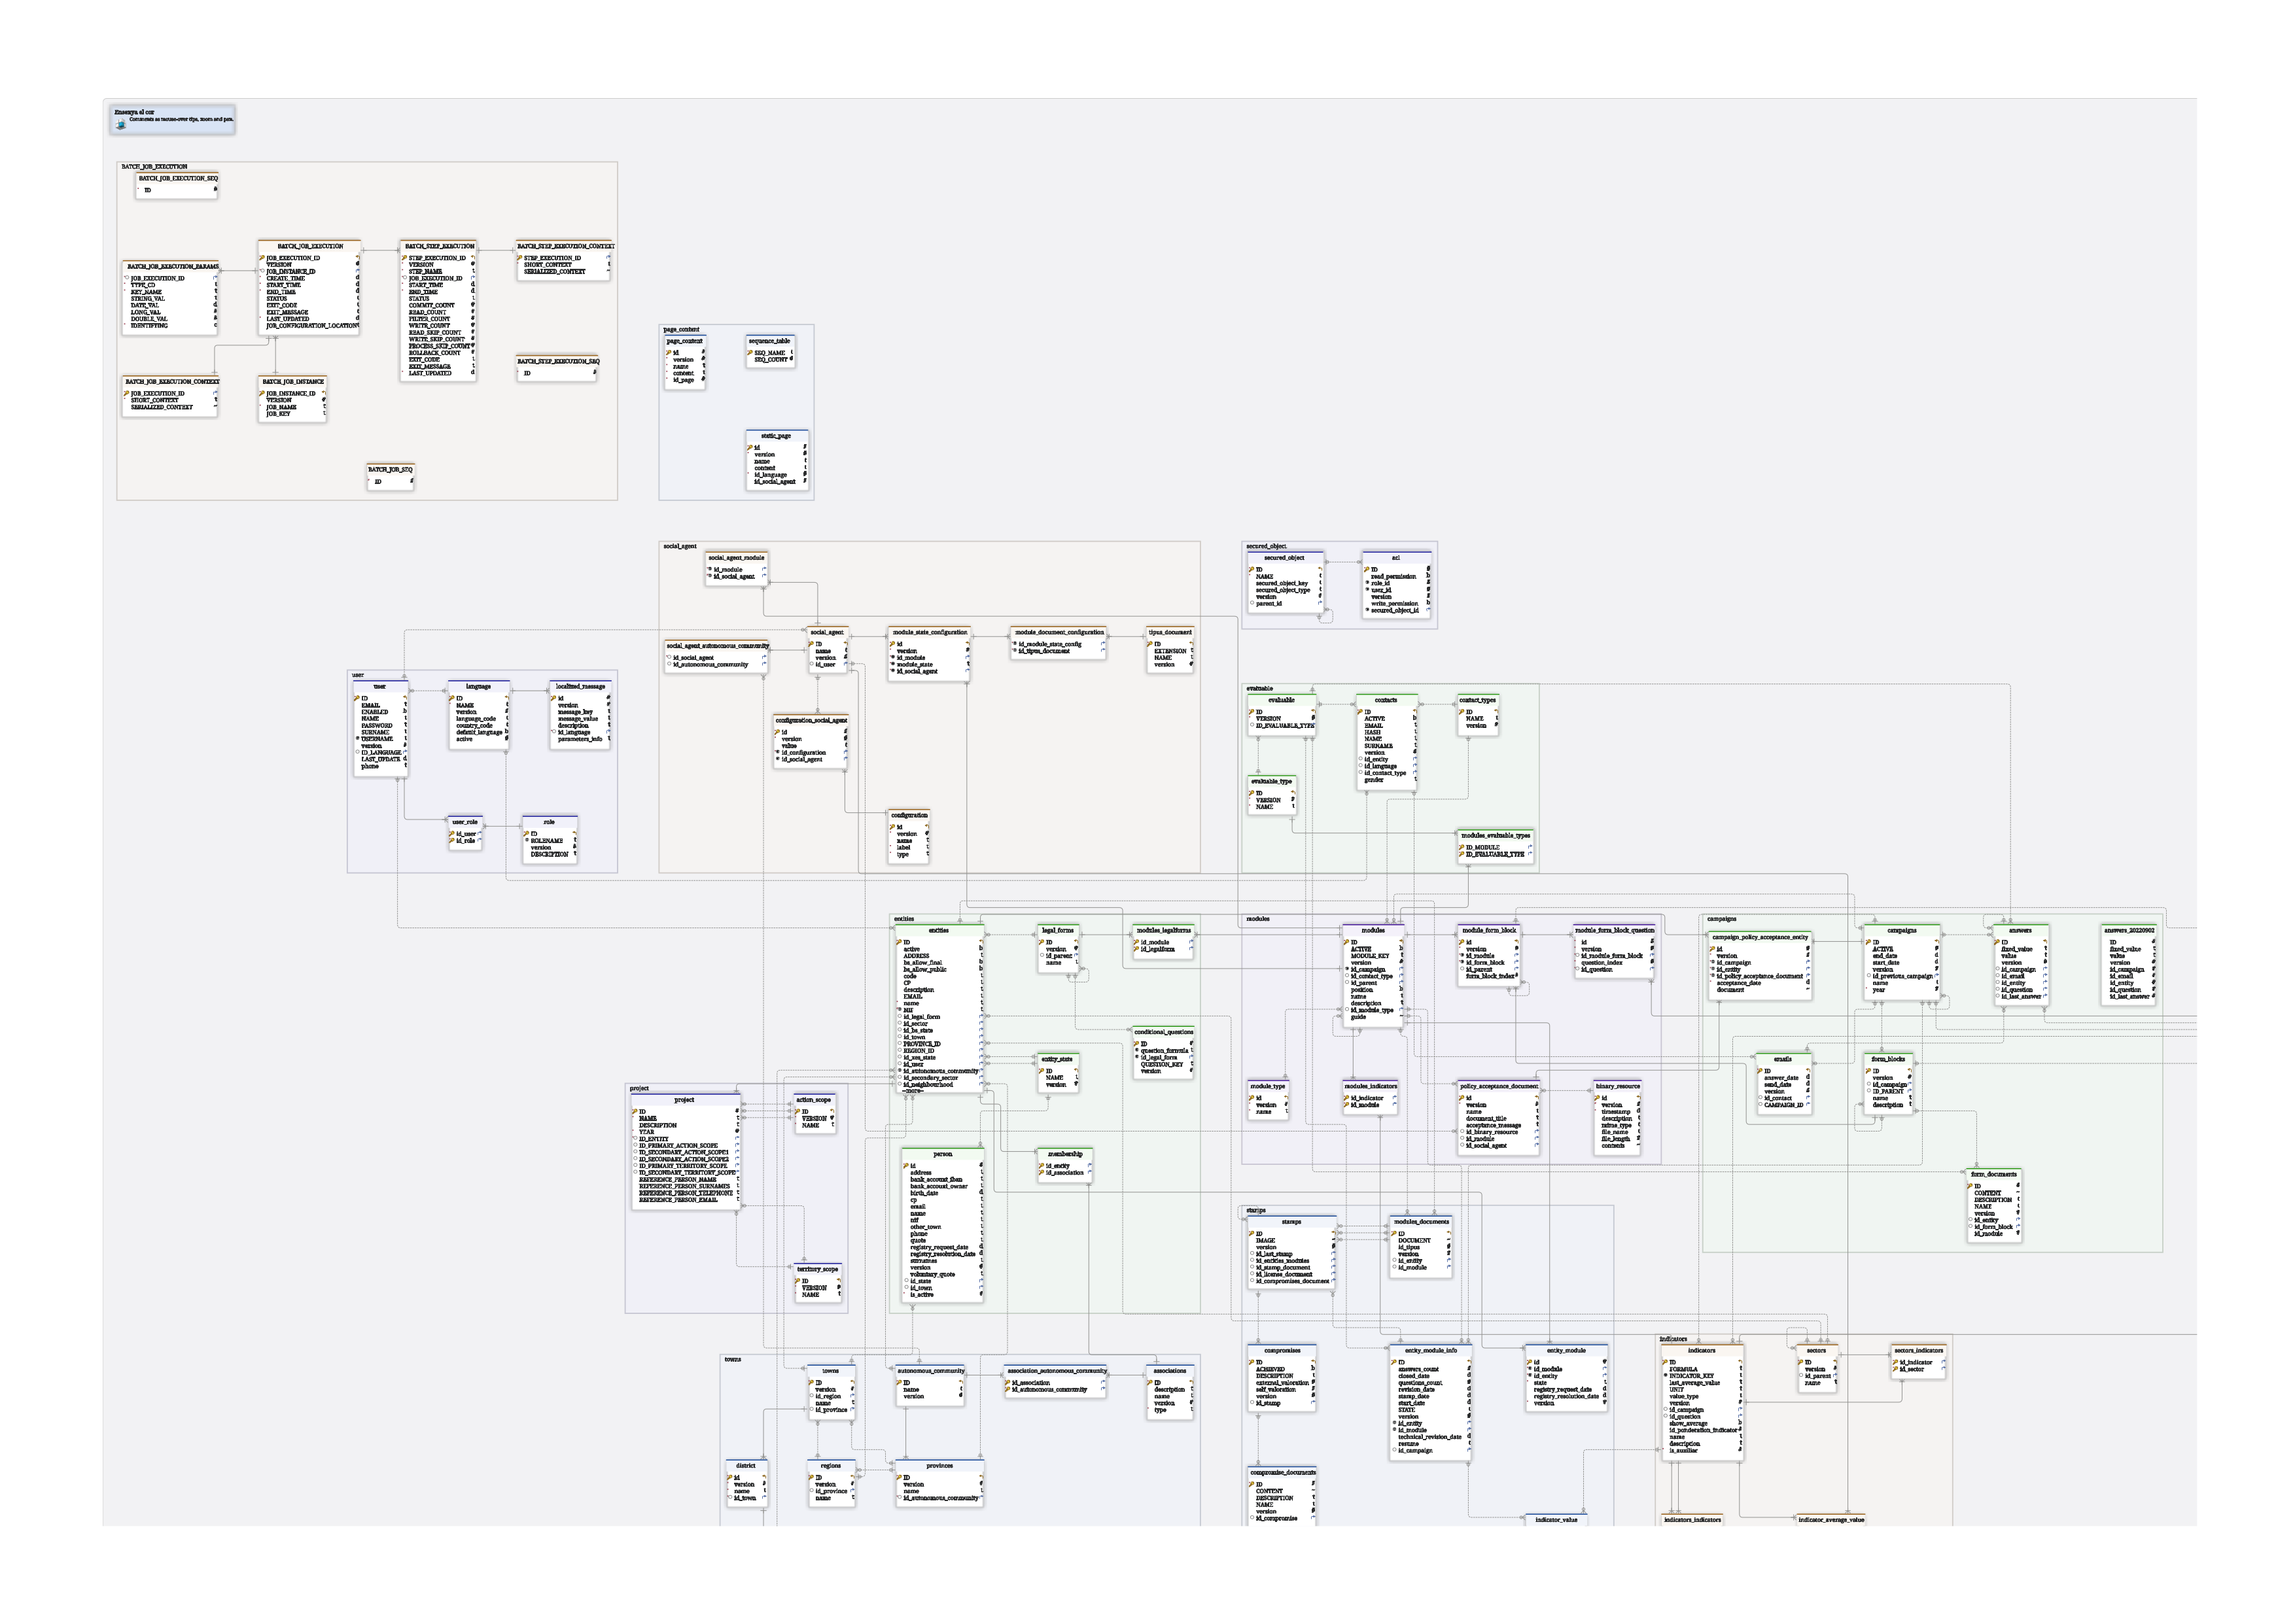 Ensenya el cor
Comments as mouse-over tips, zoom and pan.
BATCH_JOB_EXECUTION
BATCH_JOB_EXECUTION_SEQ
ID #
BATCH_JOB_EXECUTION_PARAMS
JOB_EXECUTION_ID
TYPE_CD t
KEY_NAME t
STRING_VAL t
DATE_VAL d
LONG_VAL #
DOUBLE_VAL #
IDENTIFYING c
BATCH_JOB_EXECUTION
JOB_EXECUTION_ID
VERSION #
JOB_INSTANCE_ID
CREATE_TIME d
START_TIME d
END_TIME d
STATUS t
EXIT_CODE t
EXIT_MESSAGE t
LAST_UPDATED d
JOB_CONFIGURATION_LOCATION t
BATCH_STEP_EXECUTION
STEP_EXECUTION_ID
VERSION #
STEP_NAME t
JOB_EXECUTION_ID
START_TIME d
END_TIME d
STATUS t
COMMIT_COUNT #
READ_COUNT #
FILTER_COUNT #
WRITE_COUNT #
READ_SKIP_COUNT #
WRITE_SKIP_COUNT #
PROCESS_SKIP_COUNT #
ROLLBACK_COUNT #
EXIT_CODE t
EXIT_MESSAGE t
LAST_UPDATED d
BATCH_STEP_EXECUTION_CONTEXT
STEP_EXECUTION_ID
SHORT_CONTEXT t
SERIALIZED_CONTEXT ~
BATCH_STEP_EXECUTION_SEQ
ID #
BATCH_JOB_EXECUTION_CONTEXT
JOB_EXECUTION_ID
SHORT_CONTEXT t
SERIALIZED_CONTEXT ~
BATCH_JOB_INSTANCE
JOB_INSTANCE_ID
VERSION #
JOB_NAME t
JOB_KEY t
BATCH_JOB_SEQ
ID #
page_content
page_content
id #
version #
name t
content t
id_page #
sequence_table
SEQ_NAME t
SEQ_COUNT #
static_page
id #
version #
name t
content t
id_language #
id_social_agent #
social_agent
social_agent_module
id_module
id_social_agent
social_agent_autonomous_community
id_social_agent
id_autonomous_community
social_agent
ID
name t
version #
id_user
module_state_configuration
id
version #
id_module
module_state t
id_social_agent
module_document_configuration
id_module_state_config
id_tipus_document
tipus_document
ID
EXTENSION t
NAME t
version #
configuration_social_agent
id #
version #
value t
id_configuration
id_social_agent
configuration
id
version #
name t
label t
type t
secured_object
secured_object
ID
NAME t
secured_object_key t
secured_object_type t
version #
parent_id
acl
ID #
read_permission b
role_id #
user_id #
version #
write_permission b
secured_object_id
user
user
ID
EMAIL t
ENABLED b
NAME t
PASSWORD t
SURNAME t
USERNAME t
version #
ID_LANGUAGE
LAST_UPDATE d
phone t
language
ID
NAME t
version #
language_code t
country_code t
default_language b
active #
localized_message
id #
version #
message_key t
message_value t
description t
id_language
parameters_info t
user_role
id_user
id_role
role
ID
ROLENAME t
version #
DESCRIPTION t
evaluable
evaluable
ID
VERSION #
ID_EVALUABLE_TYPE
contacts
ID
ACTIVE b
EMAIL t
HASH t
NAME t
SURNAME t
version #
id_entity
id_language
id_contact_type
gender t
contact_types
ID
NAME t
version #
evaluable_type
ID
VERSION #
NAME t
modules_evaluable_types
ID_MODULE
ID_EVALUABLE_TYPE
entities
entities
ID
active b
ADDRESS t
bs_allow_final b
bs_allow_public b
code t
CP t
description t
EMAIL t
name t
NIF t
id_legal_form
id_sector
id_bs_state
id_town
PROVINCE_ID
REGION_ID
id_xes_state
id_user
id_autonomous_community
id_secondary_sector
id_neighbourhood
~more~
legal_forms
ID
version #
id_parent
name t
modules_legalforms
id_module
id_legalform
conditional_questions
ID #
question_formula t
id_legal_form
QUESTION_KEY t
version #
entity_state
ID
NAME t
version #
person
id #
address t
bank_account_iban t
bank_account_owner t
birth_date d
cp t
email t
name t
nif t
other_town t
phone t
quote t
registry_request_date d
registry_resolution_date d
surnames t
version #
voluntary_quote t
id_state
id_town
is_active #
membership
id_entity
id_association
modules
modules
ID
ACTIVE b
MODULE_KEY t
version #
id_campaign
id_contact_type
id_parent
position b
name t
description t
id_module_type
guide ~
module_form_block
id
version #
id_module
id_form_block
id_parent
form_block_index #
module_form_block_question
id #
version #
id_module_form_block
question_index #
id_question
module_type
id
version #
name t
modules_indicators
id_indicator
id_module
policy_acceptance_document
id
version #
name t
document_title t
acceptance_message t
id_binary_resource
id_module
id_social_agent
binary_resource
id
version #
timestamp d
description t
mime_type t
file_name t
file_length #
contents ~
campaigns
campaign_policy_acceptance_entity
id #
version #
id_campaign
id_entity
id_policy_acceptance_document
acceptance_date d
document ~
campaigns
ID
ACTIVE #
end_date d
start_date d
version #
id_previous_campaign
name t
year #
answers
ID
fixed_value t
value t
version #
id_campaign
id_email
id_entity
id_question
id_last_answer
answers_20220902
ID #
fixed_value t
value t
version #
id_campaign #
id_email #
id_entity #
id_question #
id_last_answer #
emails
ID
answer_date d
send_date d
version #
id_contact
CAMPAIGN_ID
form_blocks
ID
version #
id_campaign
ID_PARENT
name t
description t
form_documents
ID #
CONTENT ~
DESCRIPTION t
NAME t
version #
id_entity
id_form_block
id_module #
project
project
ID #
NAME t
DESCRIPTION t
YEAR #
ID_ENTITY
ID_PRIMARY_ACTION_SCOPE
ID_SECONDARY_ACTION_SCOPE1
ID_SECONDARY_ACTION_SCOPE2
ID_PRIMARY_TERRITORY_SCOPE
ID_SECONDARY_TERRITORY_SCOPE
REFERENCE_PERSON_NAME t
REFERENCE_PERSON_SURNAMES t
REFERENCE_PERSON_TELEPHONE t
REFERENCE_PERSON_EMAIL t
action_scope
ID
VERSION #
NAME t
territory_scope
ID
VERSION #
NAME t
stamps
stamps
ID
IMAGE ~
version #
id_last_stamp
id_entities_modules
id_stamp_document
id_license_document
id_compromises_document
modules_documents
ID
DOCUMENT ~
id_tipus #
version #
id_entity
id_module
compromises
ID
ACHIEVED b
DESCRIPTION t
external_valoration #
self_valoration #
version #
id_stamp
entity_module_info
ID
answers_count #
closed_date d
questions_count #
revision_date d
stamp_date d
start_date d
STATE t
version #
id_entity
id_module
technical_revision_date d
resume t
id_campaign
entity_module
id #
id_module
id_entity
state t
registry_request_date d
registry_resolution_date d
version #
compromise_documents
ID #
CONTENT ~
DESCRIPTION t
NAME t
version #
id_compromise
indicator_value
towns
towns
ID
version #
id_region
name t
id_province
autonomous_community
ID
name t
version #
association_autonomous_community
id_association
id_autonomous_community
associations
ID
description t
name t
version #
type t
district
id
version #
name t
id_town
regions
ID
version #
id_province
name t
provinces
ID
version #
name t
id_autonomous_community
indicators
indicators
ID
FORMULA t
INDICATOR_KEY t
last_average_value t
UNIT t
value_type t
version #
id_campaign
id_question
show_average b
id_ponderation_indicator #
name t
description t
is_auxiliar #
sectors
ID
version #
id_parent
name t
sectors_indicators
id_indicator
id_sector
indicators_indicators
indicator_average_value